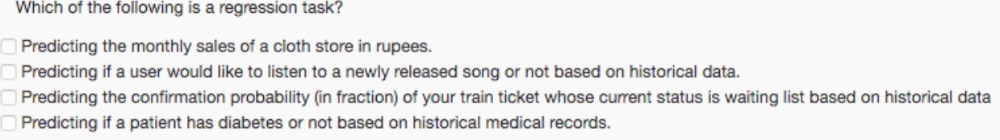 Which of the following is a regression task?
Predicting the monthly sales of a cloth store in rupees.
Predicting if a user would like to listen to a newly released song or not based on historical data.
Predicting the confirmation probability (in fraction) of your train ticket whose current status is waiting list based on historical data
Predicting if a patient has diabetes or not based on historical medical records.